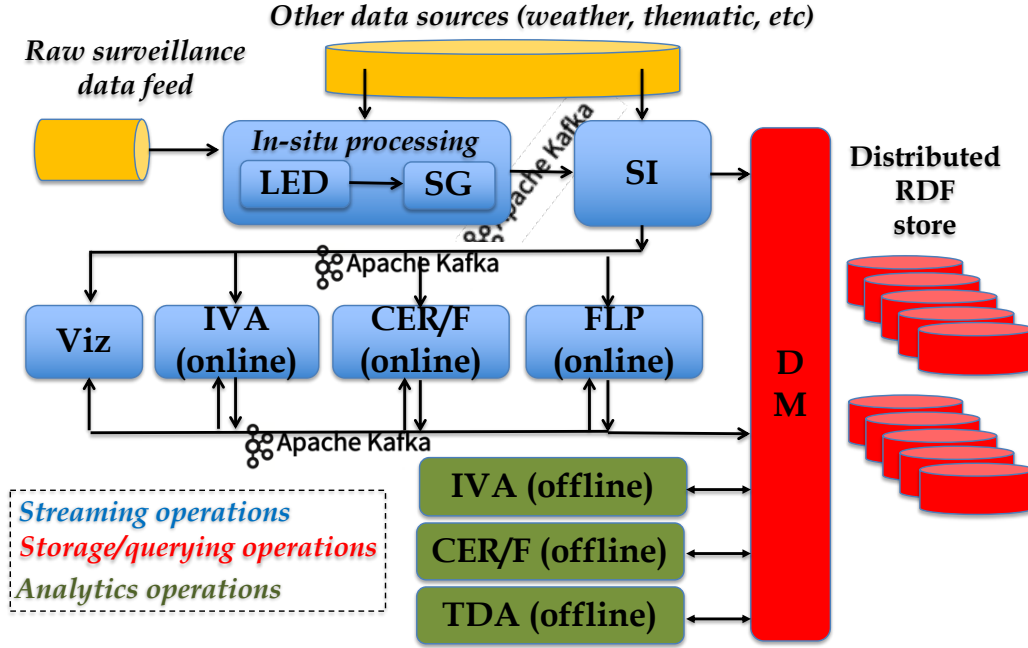 Other data sources (weather, thematic, etc)
Raw surveillance
data feed
In-situ processing
LED
SG
Apache Kafka
SI
Distributed
RDF
store
Apache Kafka
Viz
IVA
(online)
CER/F
(online)
FLP
(online)
D
M
Apache Kafka
IVA (offline)
CER/F (offline)
TDA (offline)
Streaming operations
Storage/querying operations
Analytics operations